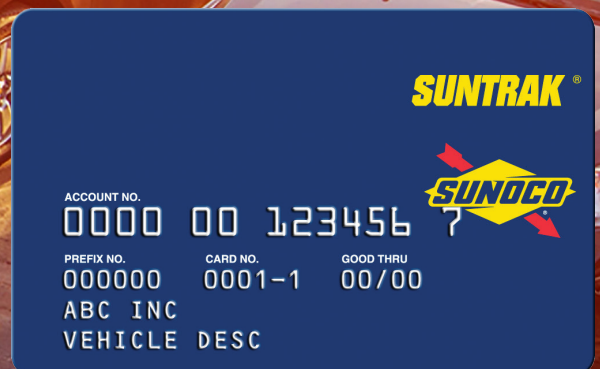 SUNTRAK ®
SUNOCO ®
ACCOUNT NO.
0000 00 123456 7
PREFIX NO. CARD NO. GOOD THRU
000000 0001-1 00/00
ABC INC
VEHICLE DESC